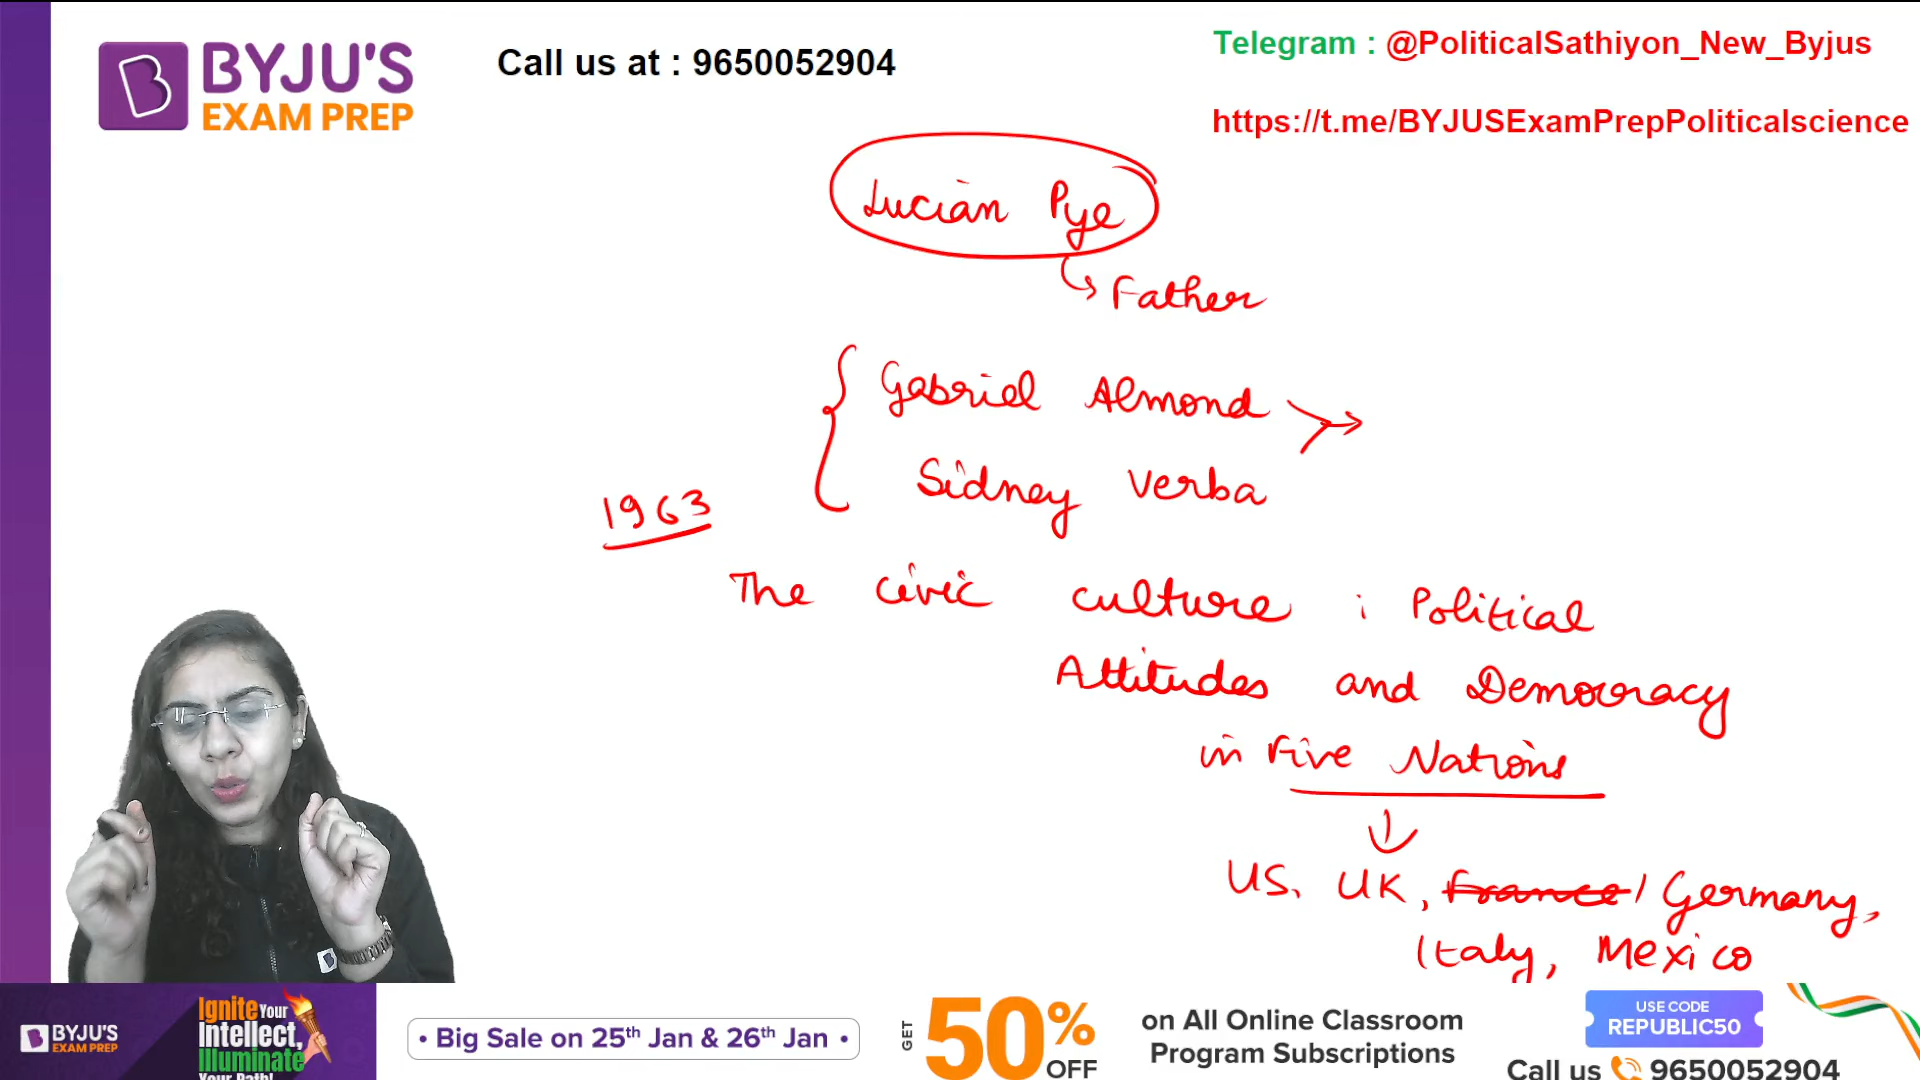 BYJU'S
EXAM PREP
Call us at : 9650052904
Telegram : @PoliticalSathiyon_New_Byjus
https://t.me/BYJUSExamPrepPoliticalscience
Lucian Pye
Father
Gabriel Almond
Sidney Verba
1963
The civic culture : Political
Attitudes and Democracy
in Five Nations
US, UK, France, Germany,
Italy, Mexico
B
BYJU'S
EXAM PREP
Ignite Your
Intellect,
Illuminate
Your Path!
• Big Sale on 25th Jan & 26th Jan •
GET
50%
OFF
on All Online Classroom
Program Subscriptions
USE CODE
REPUBLIC50
Call us 9650052904